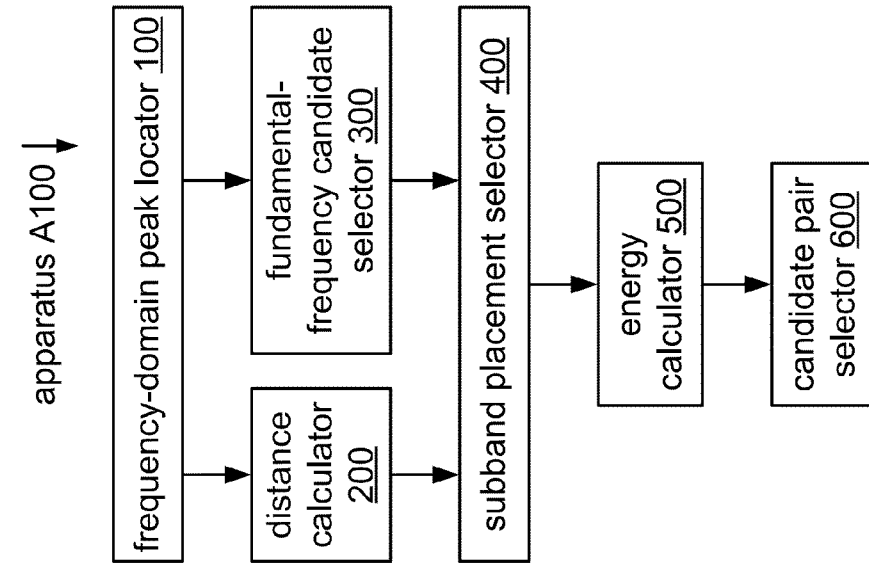 apparatus A100
frequency-domain peak locator 100
distance
calculator
200
fundamental-
frequency candidate
selector 300
subband placement selector 400
energy
calculator 500
candidate pair
selector 600